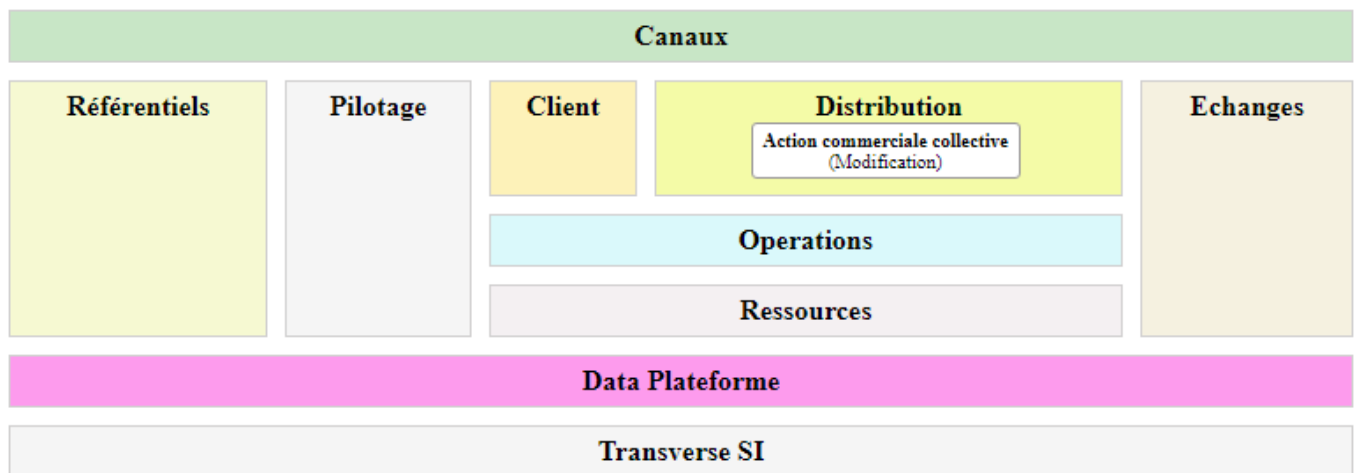 Canaux
Référentiels
Pilotage
Client
Distribution
Action commerciale collective
(Modification)
Echanges
Operations
Ressources
Data Plateforme
Transverse SI